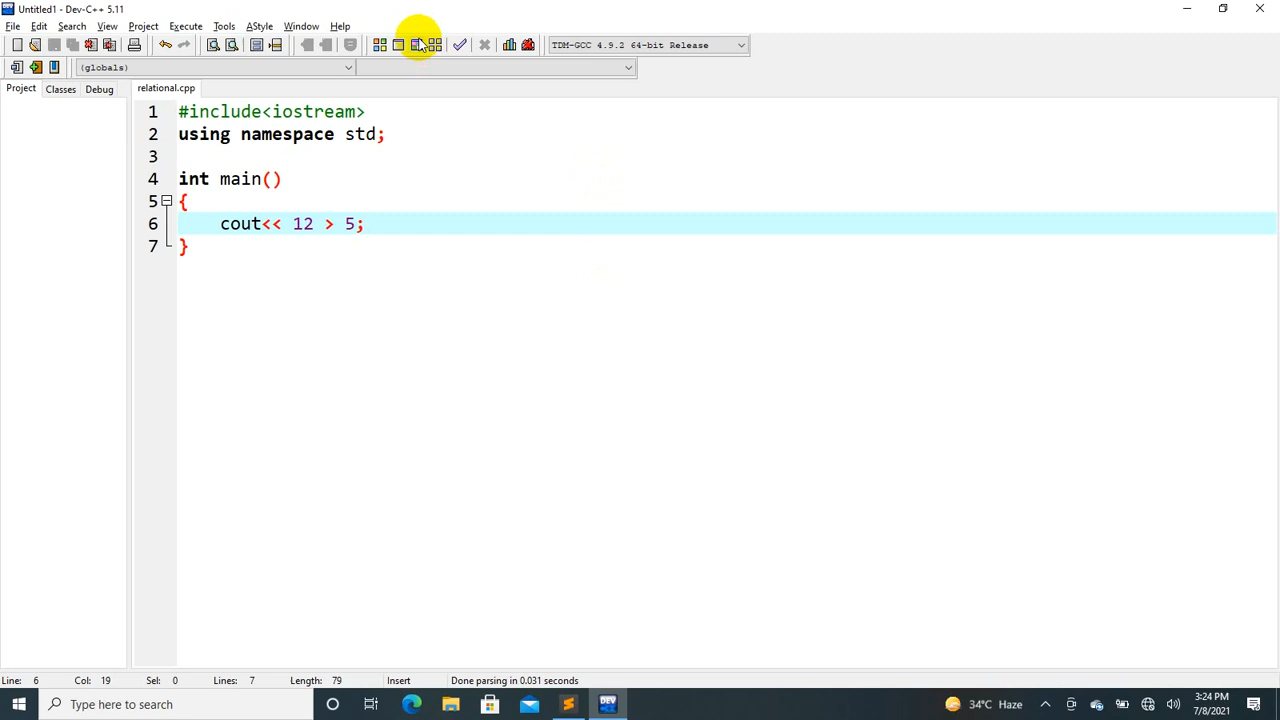 Untitled1 - Dev-C++ 5.11
File Edit Search View Project Execute Tools AStyle Window Help
TDM-GCC 4.9.2 64-bit Release
(globals)
Project Classes Debug relational.cpp
1 #include<iostream>
2 using namespace std;
3
4 int main()
5 {
6 cout<< 12 > 5;
7 }
Line: 6 Col: 19 Sel: 0 Lines: 7 Length: 79 Insert Done parsing in 0.031 seconds
Type here to search
DEV
34°C Haze
3:24 PM
7/8/2021